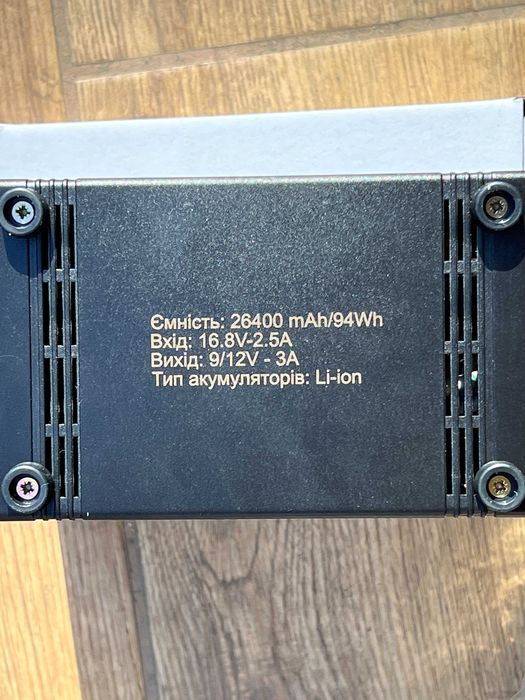 Ємність: 26400 mAh/94Wh
Вхід: 16.8V-2.5A
Вихід: 9/12V - 3A
Тип акумуляторів: Li-ion